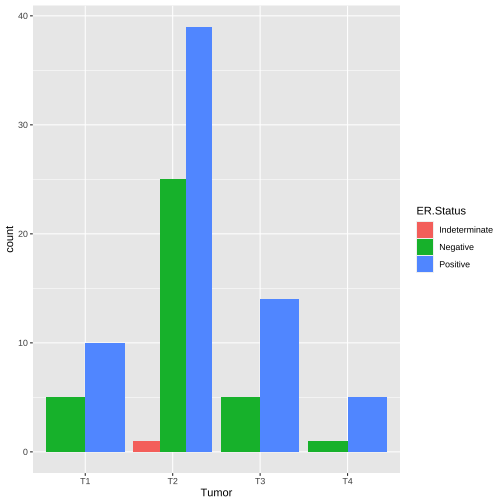 40
30
20
10
0
count
T1 T2 T3 T4
Tumor
ER.Status
Indeterminate
Negative
Positive